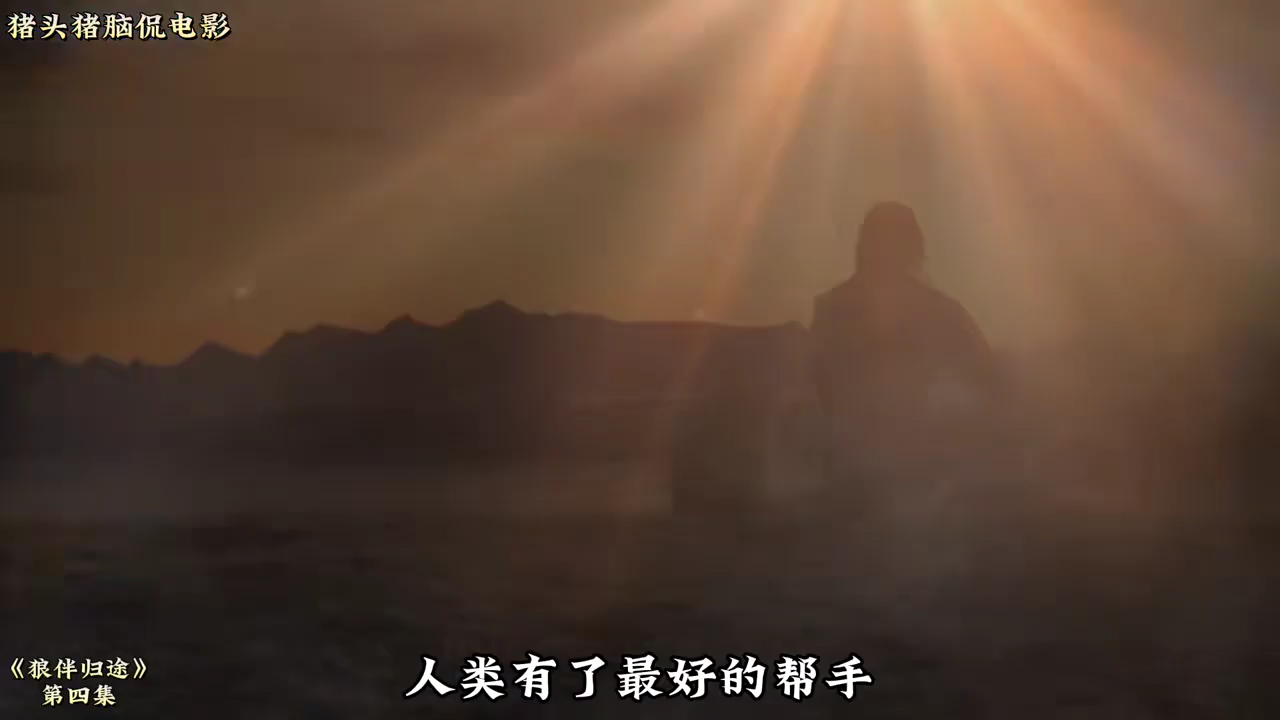 猪头猪脑侃电影
人类有了最好的帮手
《狼伴归途》
第四集